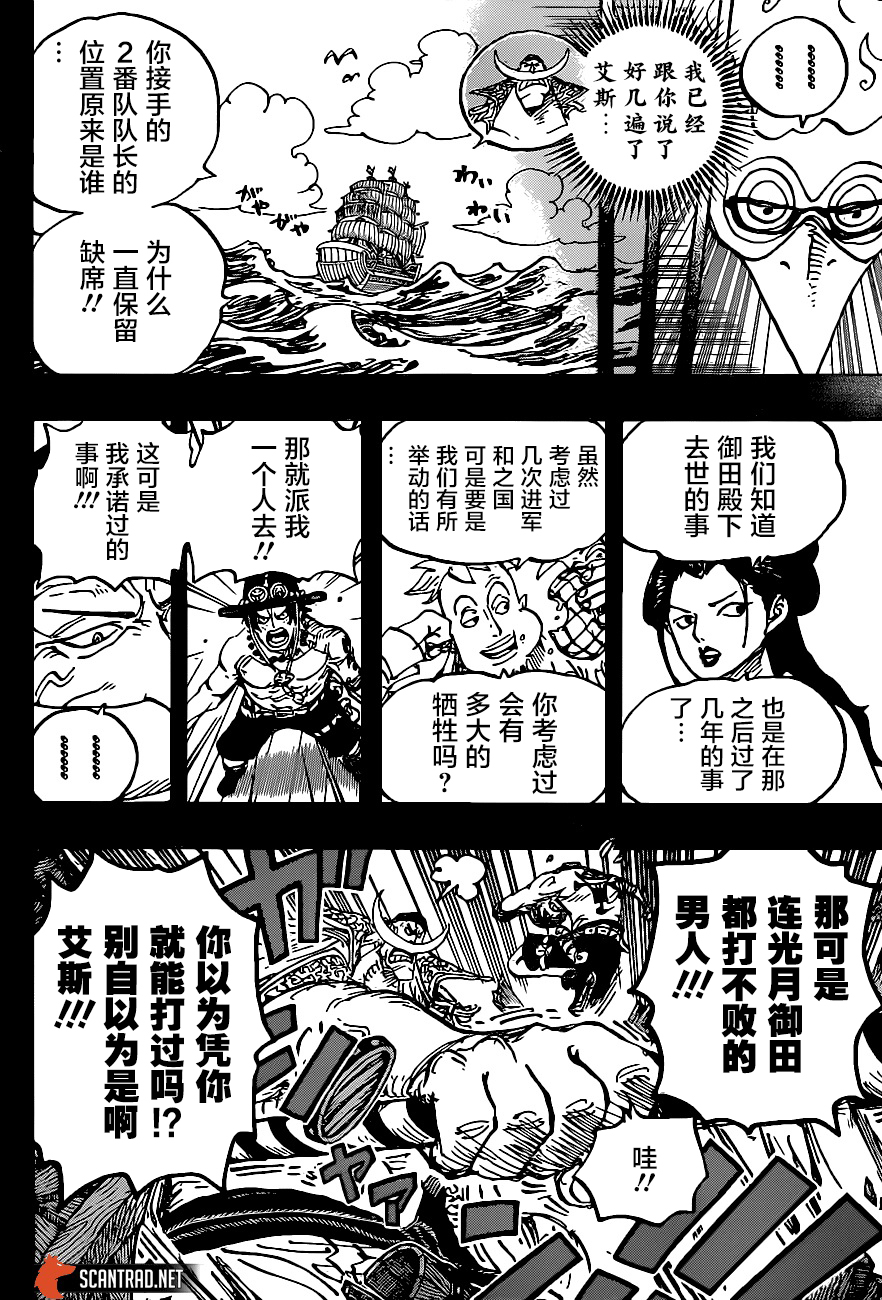 …… ……
我已经
跟你说了
好几遍了
艾斯…
わい
わい
がやがや
你接手的
2番队队长的
位置原来是谁
…
为什么
一直保留
缺席!!
我们知道
御田殿下
去世的事
也是在那
之后过了
几年的事
了…
虽然
考虑过
几次进军
和之国
可是要是
我们有所
举动的话
…
你考虑过
会有
多大的
牺牲吗?
那就派我
一个人去!!
这可是
我承诺过的
事啊!!!
…… ……
那可是
连光月御田
都打不败的
男人!!!
你以为凭你
就能打过吗!?
别自以为是啊
艾斯!!!
哇!!
SCANTRAD.NET